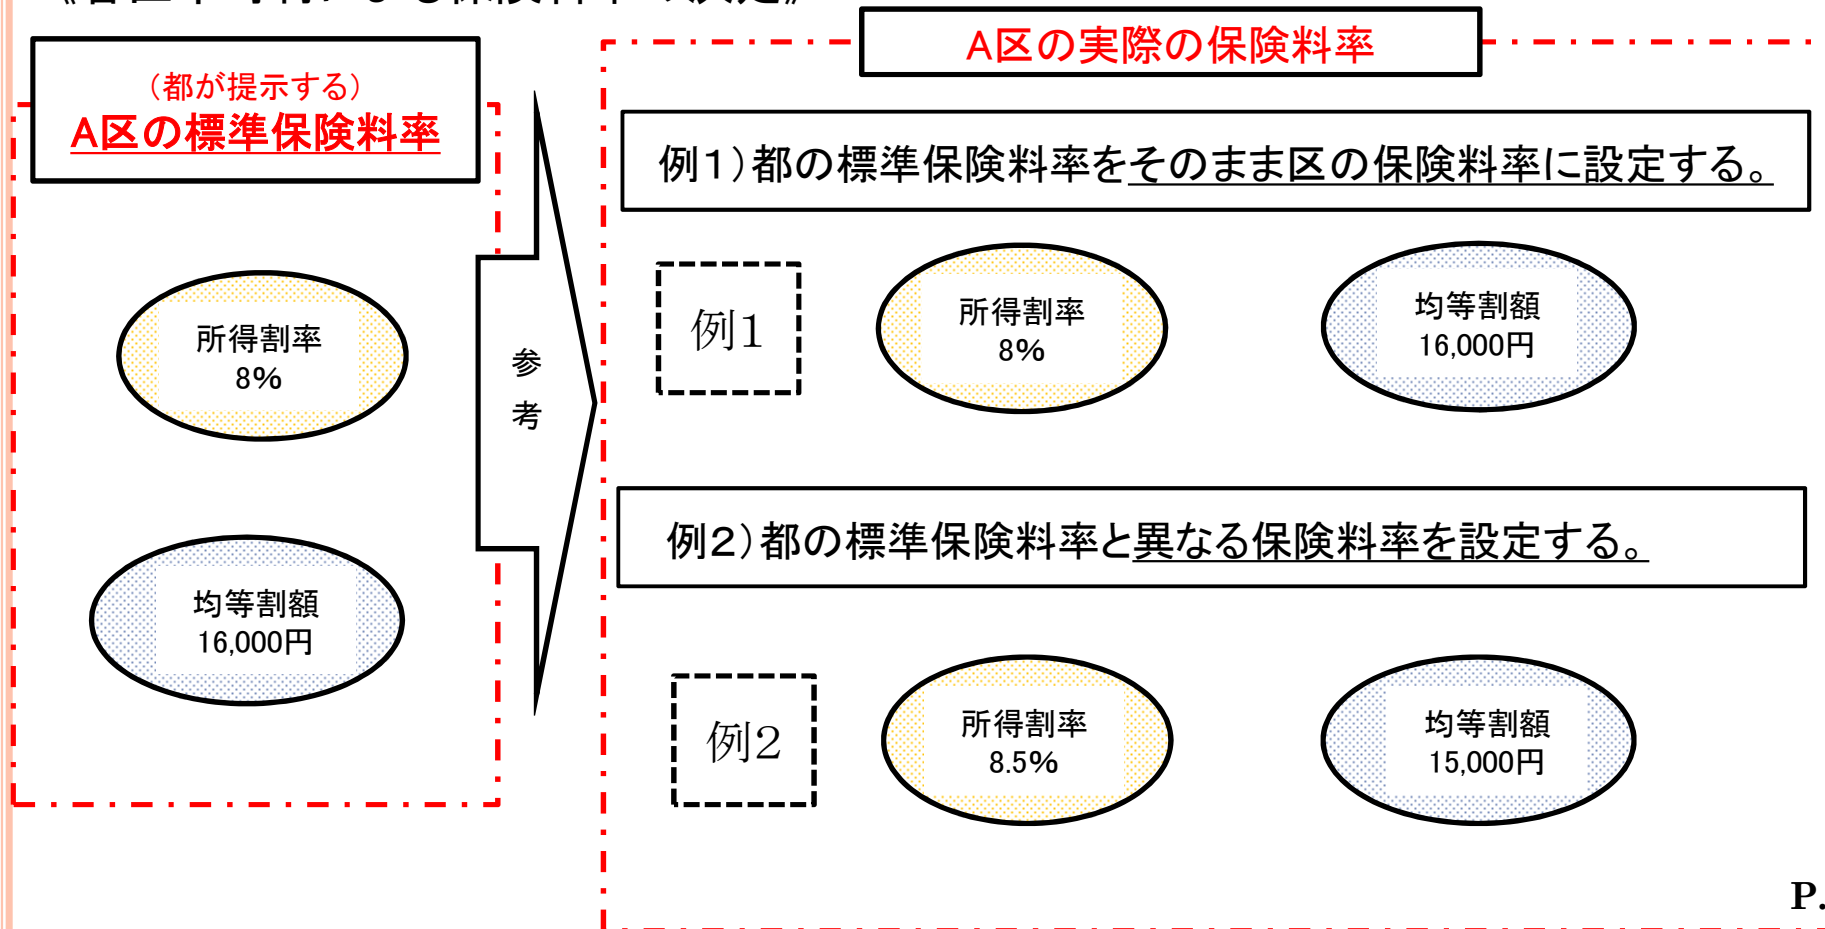 (都が提示する)
A区の標準保険料率
所得割率
8%
均等割額
16,000円
参
考
A区の実際の保険料率
例1)都の標準保険料率をそのまま区の保険料率に設定する。
例1
所得割率
8%
均等割額
16,000円
例2)都の標準保険料率と異なる保険料率を設定する。
例2
所得割率
8.5%
均等割額
15,000円
P.